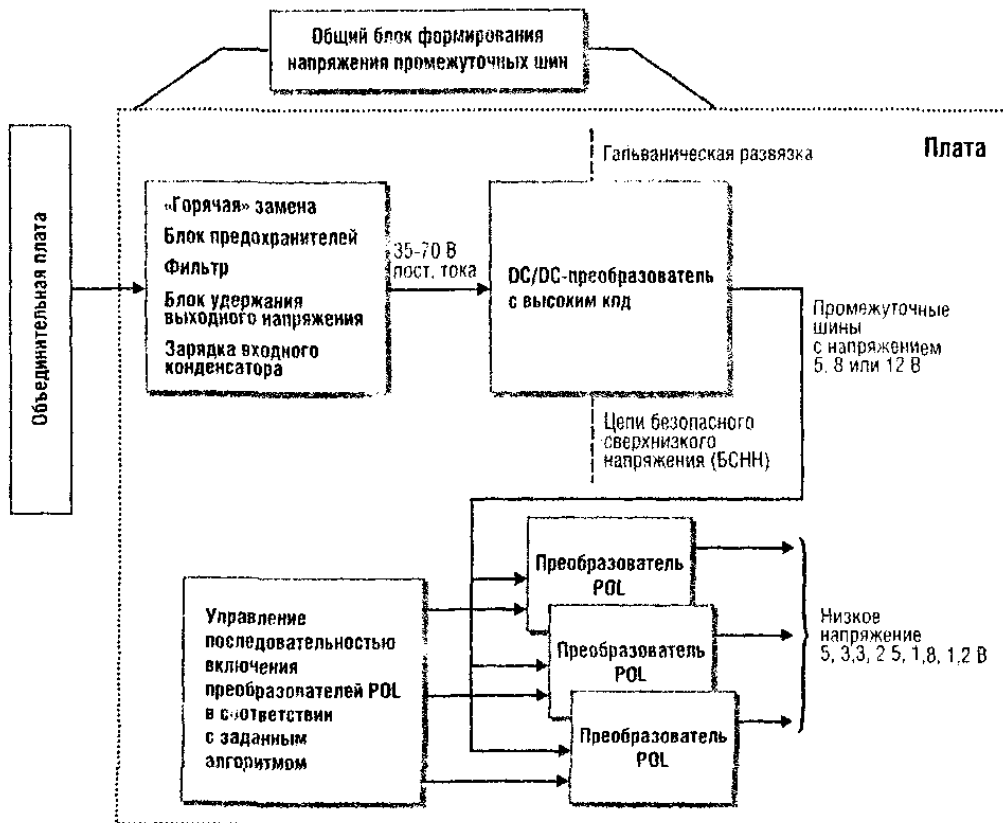 Общий блок формирования
напряжения промежуточных шин
Объединительная плата
Плата
Гальваническая развязка
«Горячая» замена
Блок предохранителей
Фильтр
Блок удержания
выходного напряжения
Зарядка входного
конденсатора
35-70 В
пост. тока
DC/DC-преобразователь
с высоким кпд
Промежуточные
шины
с напряжением
5, 8 или 12 В
Цепи безопасного
сверхнизкого
напряжения (БСНН)
Управление
последовательностью
включения
преобразователей POL
в соответствии
с заданным
алгоритмом
Преобразователь
POL
Преобразователь
POL
Преобразователь
POL
Низкое
напряжение
5, 3,3, 2 5, 1,8, 1,2 В